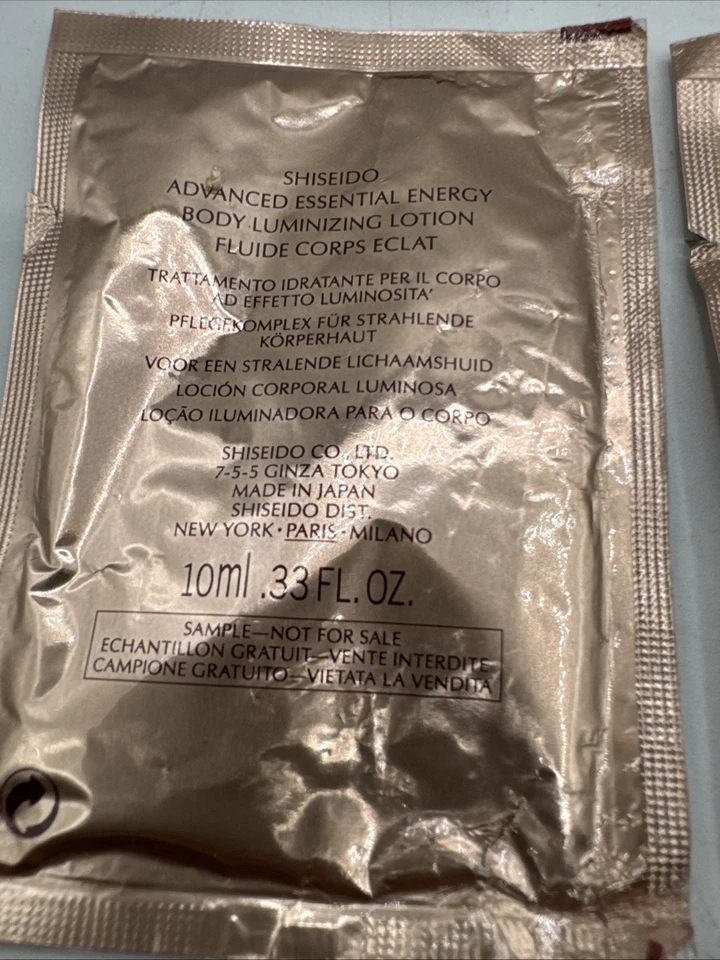 SHISEIDO
ADVANCED ESSENTIAL ENERGY
BODY LUMINIZING LOTION
FLUIDE CORPS ECLAT
TRATTAMENTO IDRATANTE PER IL CORPO
AD EFFETTO LUMINOSITA'
PFLEGEKOMPLEX FÜR STRAHLENDE
KÖRPERHAUT
VOOR EEN STRALENDE LICHAAMSHUID
LOCIÓN CORPORAL LUMINOSA
LOÇÃO ILUMINADORA PARA O CORPO
SHISEIDO CO., LTD.
7-5-5 GINZA TOKYO
MADE IN JAPAN
SHISEIDO DIST.
NEW YORK · PARIS · MILANO
10ml .33 FL. OZ.
SAMPLE—NOT FOR SALE
ECHANTILLON GRATUIT—VENTE INTERDITE
CAMPIONE GRATUITO—VIETATA LA VENDITA